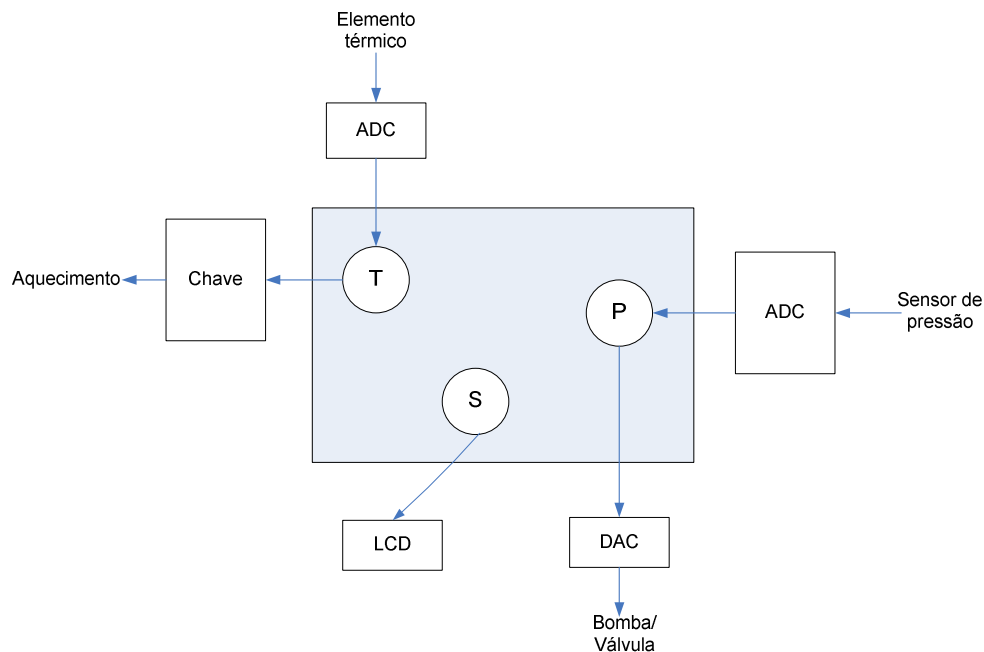 Elemento
térmico
ADC
Aquecimento
Chave
T
P
ADC
Sensor de
pressão
S
LCD
DAC
Bomba/
Válvula